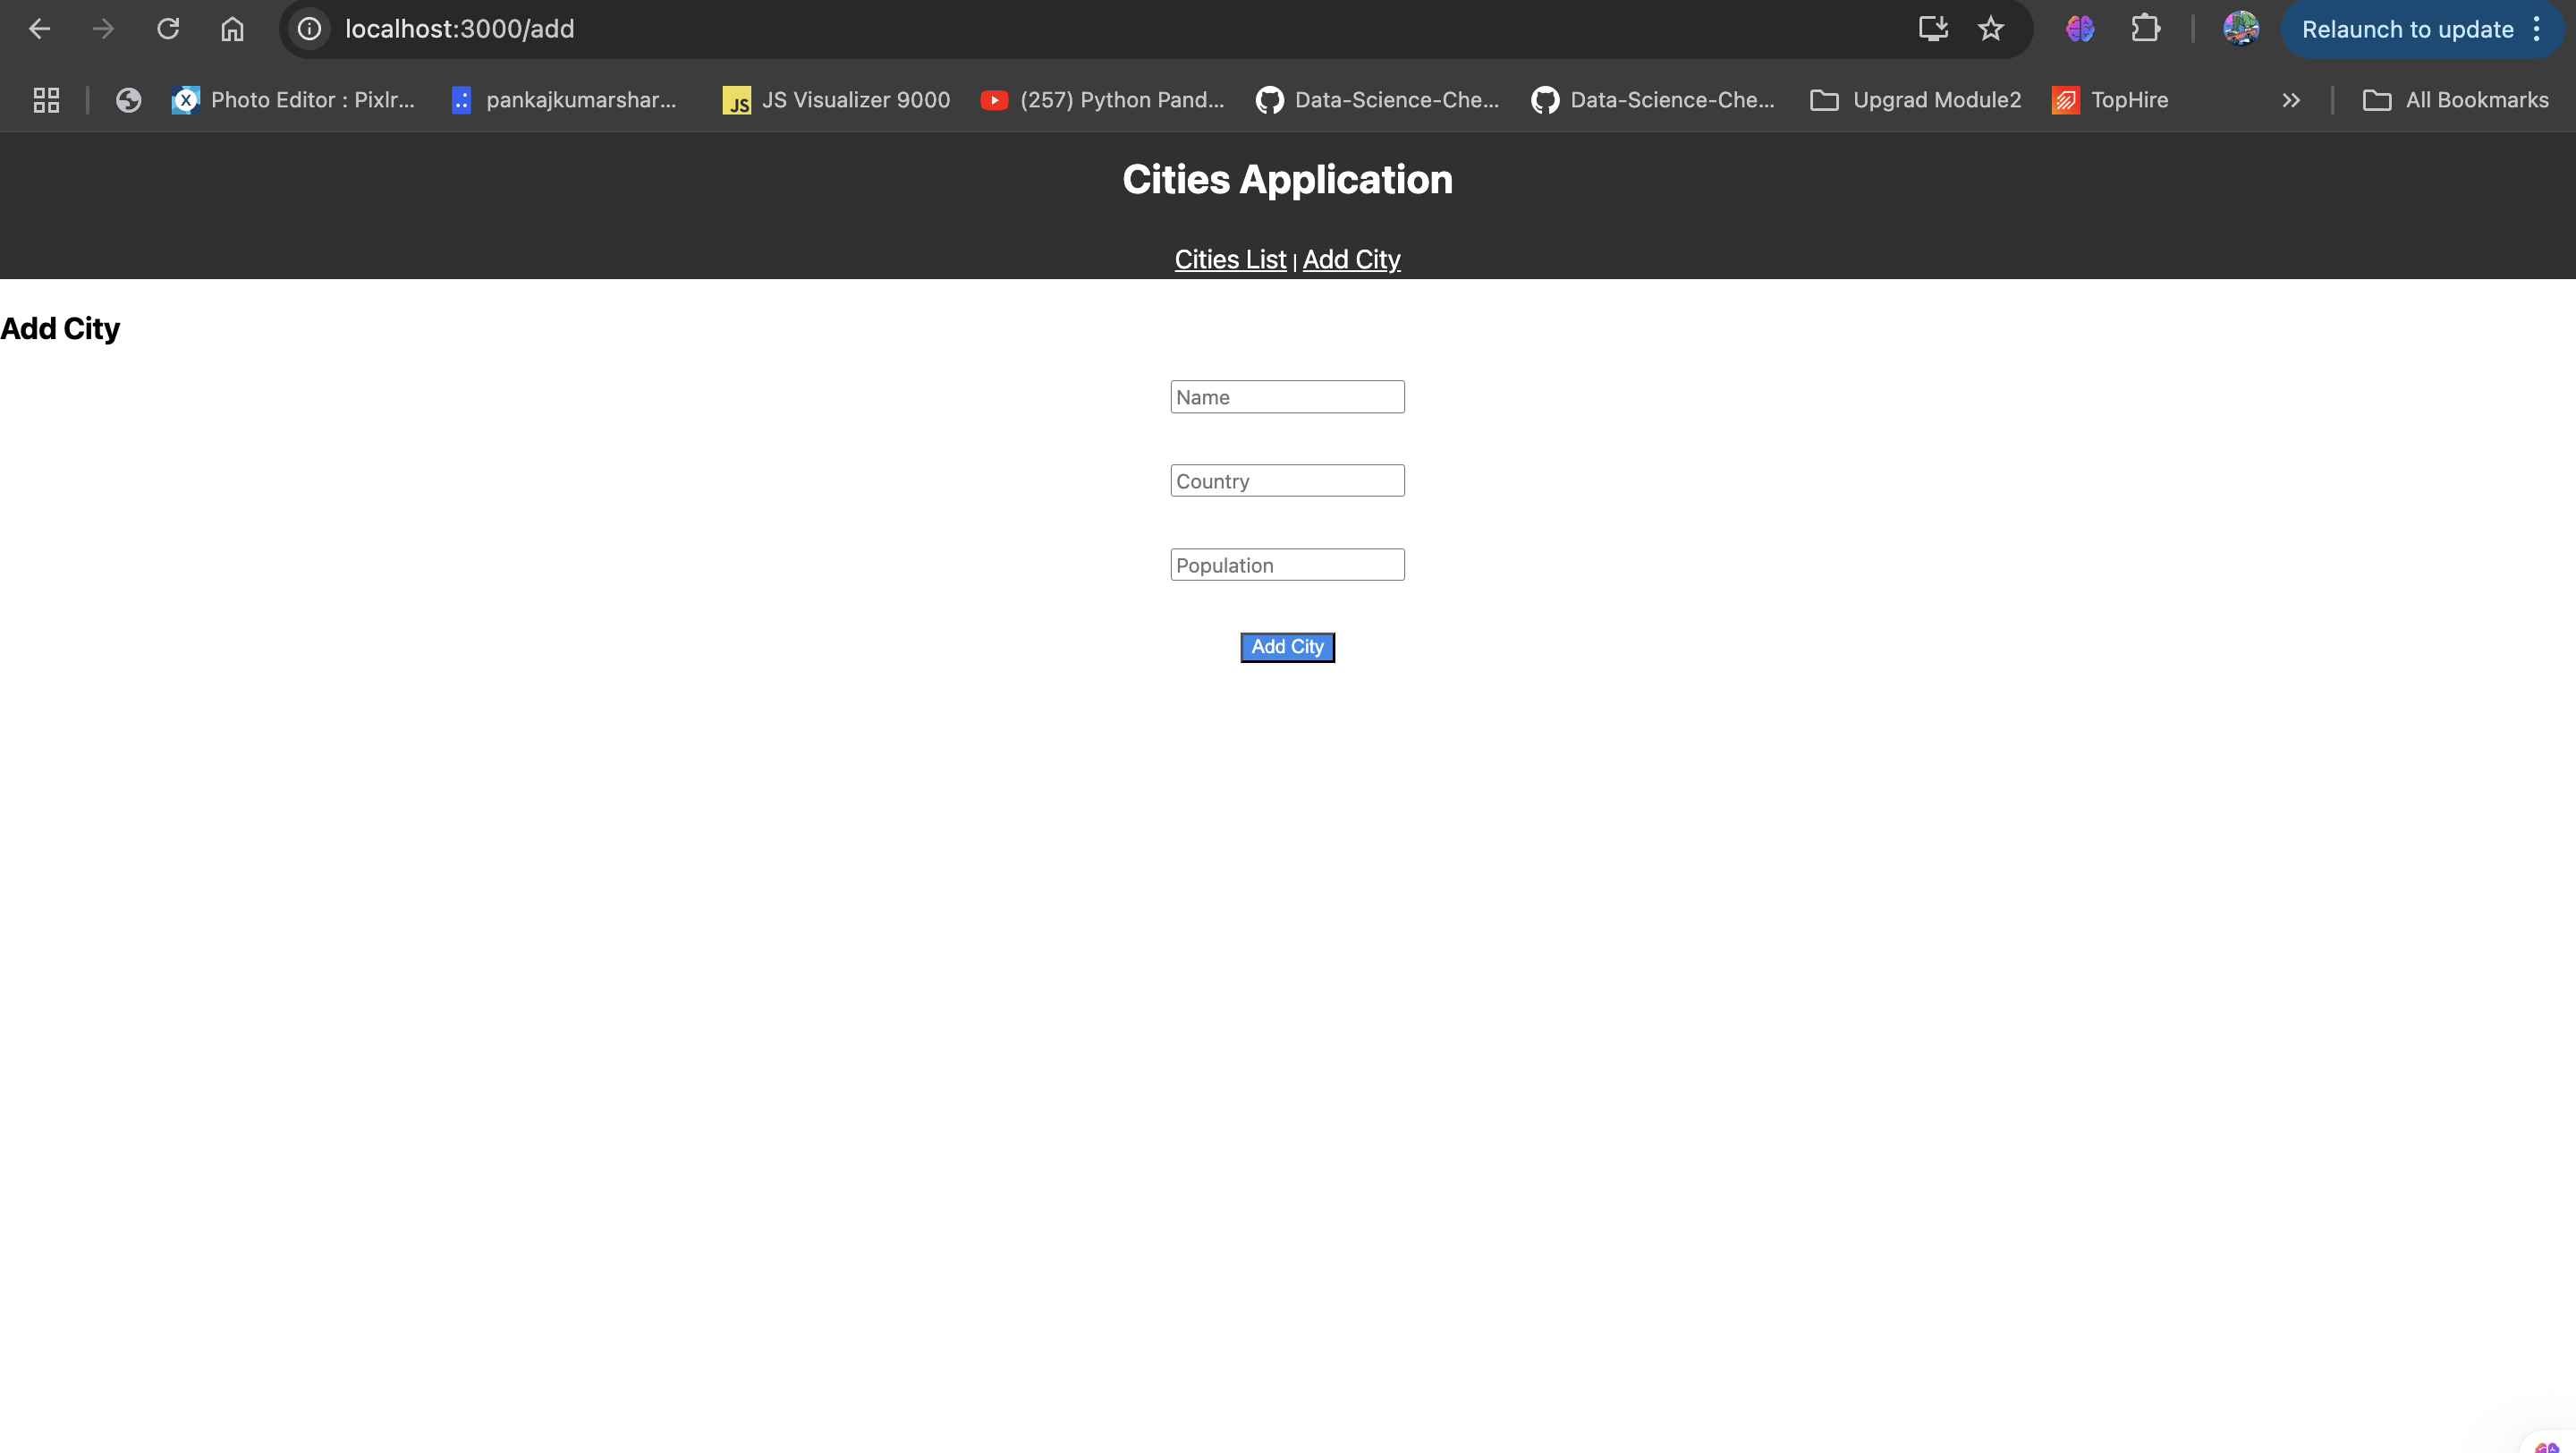 localhost:3000/add
Relaunch to update
Photo Editor : Pixlr...
pankajkumarshar...
JS
JS Visualizer 9000
(257) Python Pand...
Data-Science-Che...
Data-Science-Che...
Upgrad Module2
TopHire
All Bookmarks
Cities Application
Cities List | Add City
Add City
Name
Country
Population
Add City